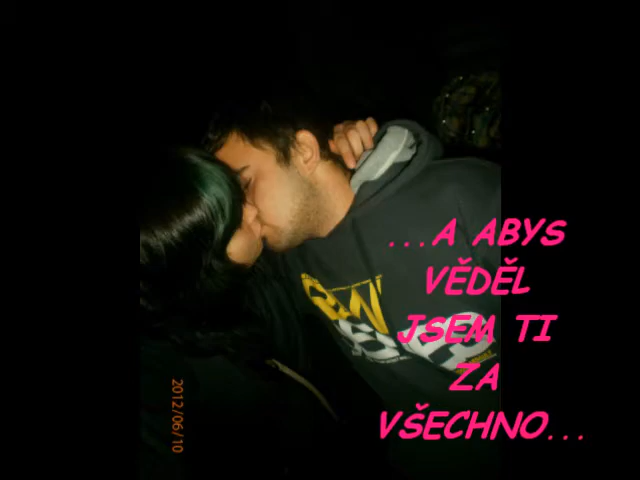 ...A ABYS
VĚDĚL
JSEM TI
ZA
VŠECHNO...
2012/06/10